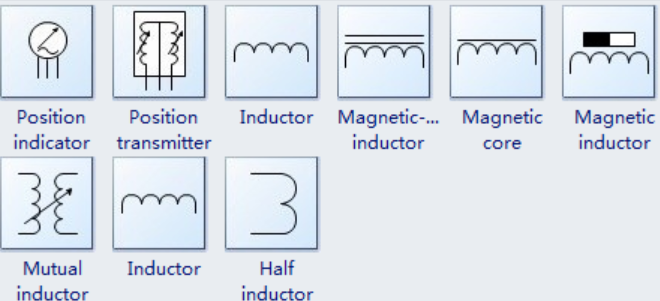 Position Position Inductor Magnetic-... Magnetic Magnetic
indicator transmitter inductor core inductor
Mutual Inductor Half
inductor inductor